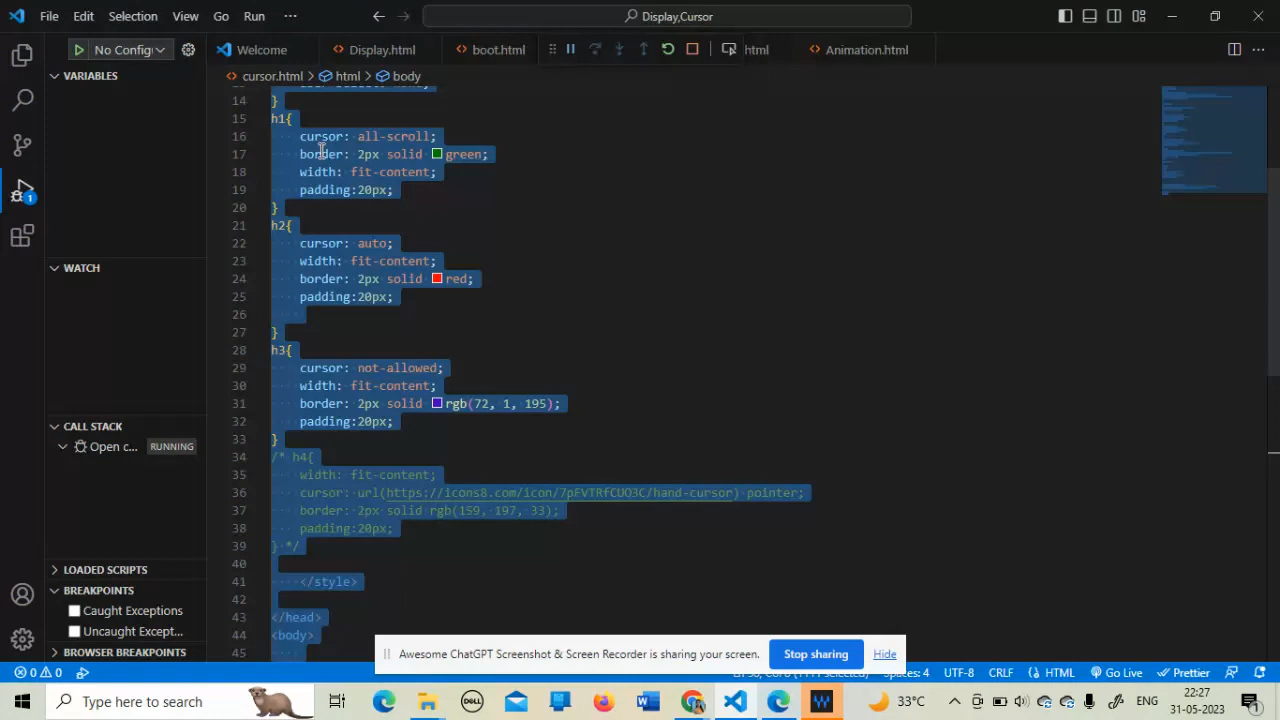 File Edit Selection View Go Run ··· Display,Cursor
No Config
Welcome Display.html boot.html html Animation.html
VARIABLES
cursor.html > html > body
14 }
15 h1{
16 cursor: all-scroll;
17 border: 2px solid green;
18 width: fit-content;
19 padding:20px;
20 }
21 h2{
22 cursor: auto;
23 width: fit-content;
24 border: 2px solid red;
25 padding:20px;
26
27 }
28 h3{
29 cursor: not-allowed;
30 width: fit-content;
31 border: 2px solid rgb(72, 1, 195);
32 padding:20px;
33 }
34 /* h4{
35 width: fit-content;
36 cursor: url(https://icons8.com/icon/7pFVTRfCUO3C/hand-cursor) pointer;
37 border: 2px solid rgb(159, 197, 33);
38 padding:20px;
39 } */
40
41 </style>
42
43 </head>
44 <body>
45
WATCH
CALL STACK
Open c... RUNNING
LOADED SCRIPTS
BREAKPOINTS
Caught Exceptions
Uncaught Except...
BROWSER BREAKPOINTS
1
Awesome ChatGPT Screenshot & Screen Recorder is sharing your screen. Stop sharing Hide
0 0 Spaces: 4 UTF-8 CRLF HTML Go Live Prettier
Type here to search
DELL
W
33°C
ENG
22:27
31-05-2023
1